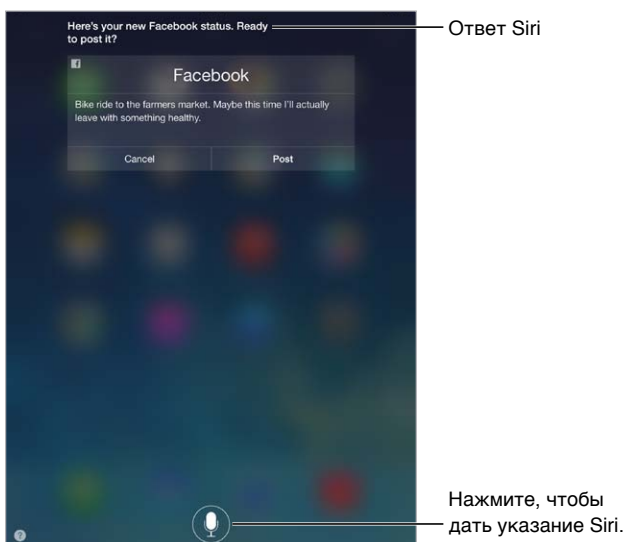 Here's your new Facebook status. Ready
to post it?
Ответ Siri
Facebook
Bike ride to the farmers market. Maybe this time I'll actually
leave with something healthy.
Cancel
Post
Нажмите, чтобы
дать указание Siri.
?